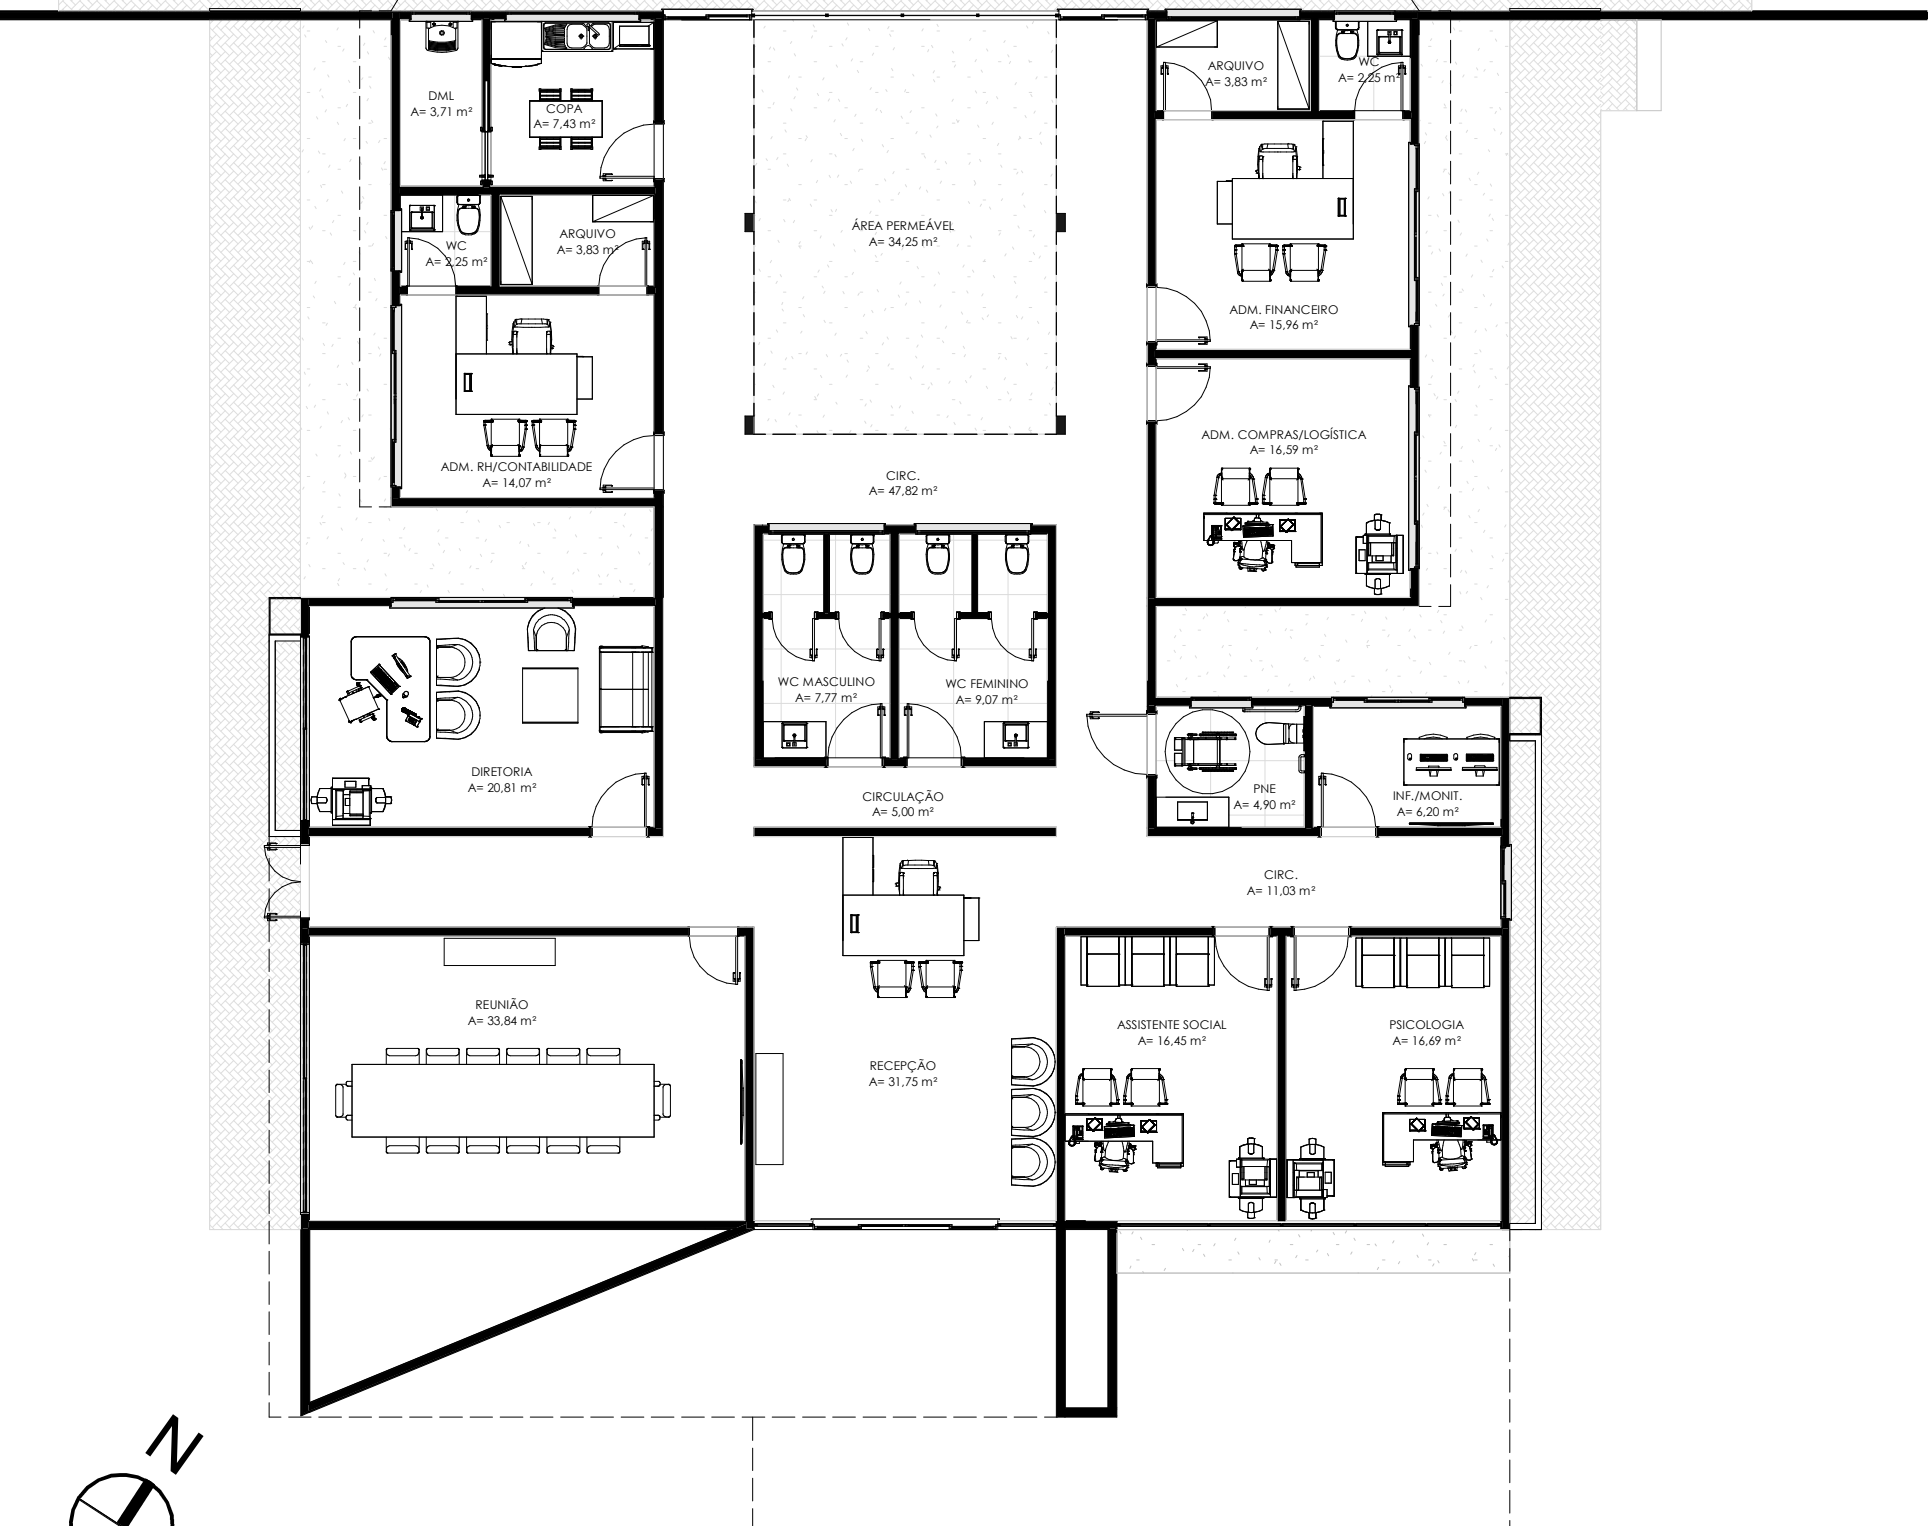 DML
A= 3,71 m²
COPA
A= 7,43 m²
ARQUIVO
A= 3,83 m²
WC
A= 2,25 m²
WC
A= 2,25 m²
ARQUIVO
A= 3,83 m²
ÁREA PERMEÁVEL
A= 34,25 m²
ADM. FINANCEIRO
A= 15,96 m²
ADM. RH/CONTABILIDADE
A= 14,07 m²
CIRC.
A= 47,82 m²
ADM. COMPRAS/LOGÍSTICA
A= 16,59 m²
WC MASCULINO
A= 7,77 m²
WC FEMININO
A= 9,07 m²
DIRETORIA
A= 20,81 m²
CIRCULAÇÃO
A= 5,00 m²
PNE
A= 4,90 m²
INF./MONIT.
A= 6,20 m²
CIRC.
A= 11,03 m²
REUNIÃO
A= 33,84 m²
RECEPÇÃO
A= 31,75 m²
ASSISTENTE SOCIAL
A= 16,45 m²
PSICOLOGIA
A= 16,69 m²
N